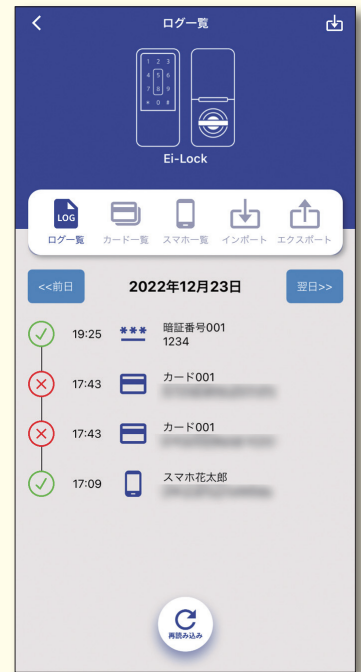 ログ一覧
1 2 3
4 5 6
7 8 9
* 0 #
Ei-Lock
LOG
ログ一覧 カード一覧 スマホ一覧 インポート エクスポート
<<前日 2022年12月23日 翌日>>
19:25 *** 暗証番号001
1234
17:43 カード001
17:43 カード001
17:09 スマホ花太郎
再読み込み